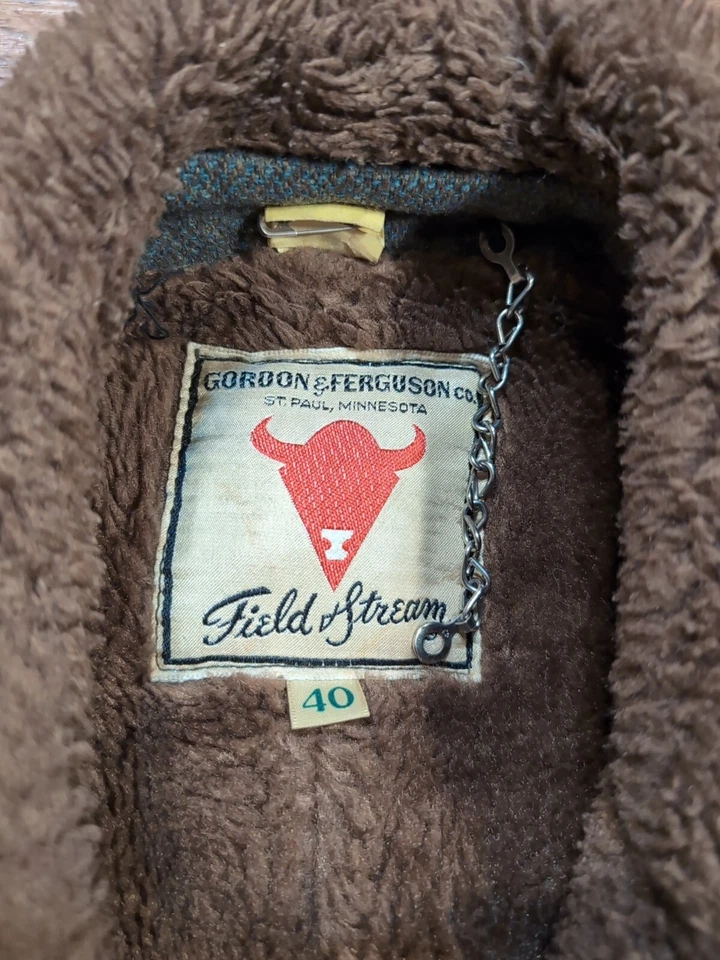 GORDON & FERGUSON CO.
ST. PAUL, MINNESOTA
Field & Stream
40